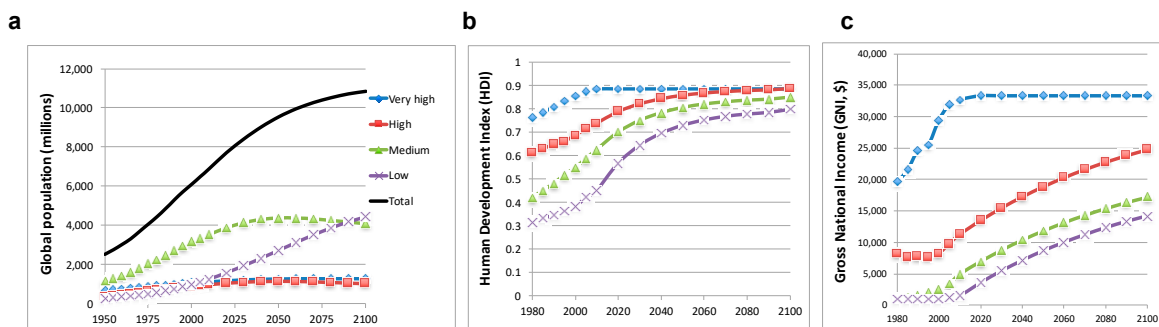 a
b
c
Global population (millions)
12,000
10,000
8,000
6,000
4,000
2,000
0
1950 1975 2000 2025 2050 2075 2100
Very high
High
Medium
Low
Total
Human Development Index (HDI)
1
0.9
0.8
0.7
0.6
0.5
0.4
0.3
0.2
0.1
0
1980 2000 2020 2040 2060 2080 2100
Gross National Income (GNI, $)
40,000
35,000
30,000
25,000
20,000
15,000
10,000
5,000
0
1980 2000 2020 2040 2060 2080 2100